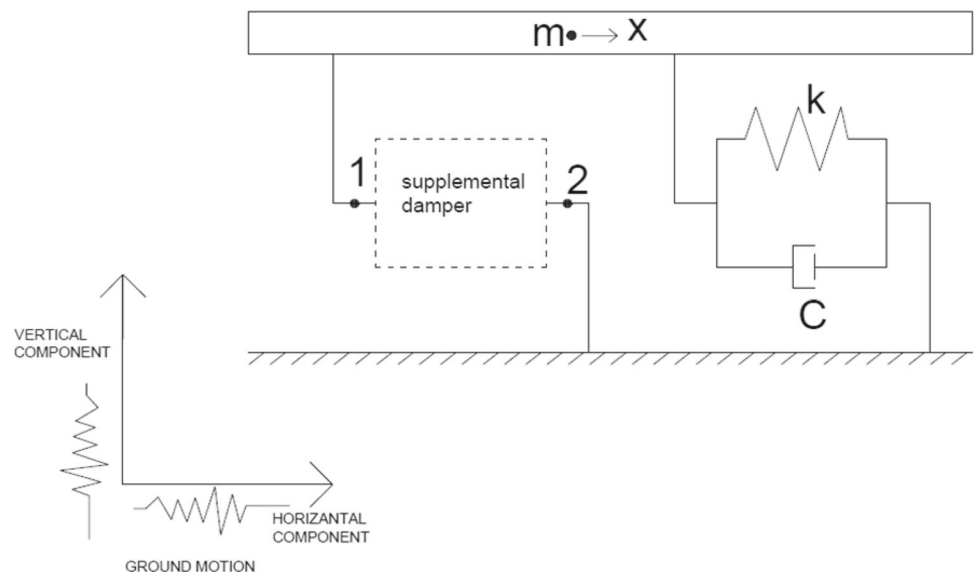 m
x
k
1
supplemental
damper
2
C
VERTICAL
COMPONENT
HORIZANTAL
COMPONENT
GROUND MOTION